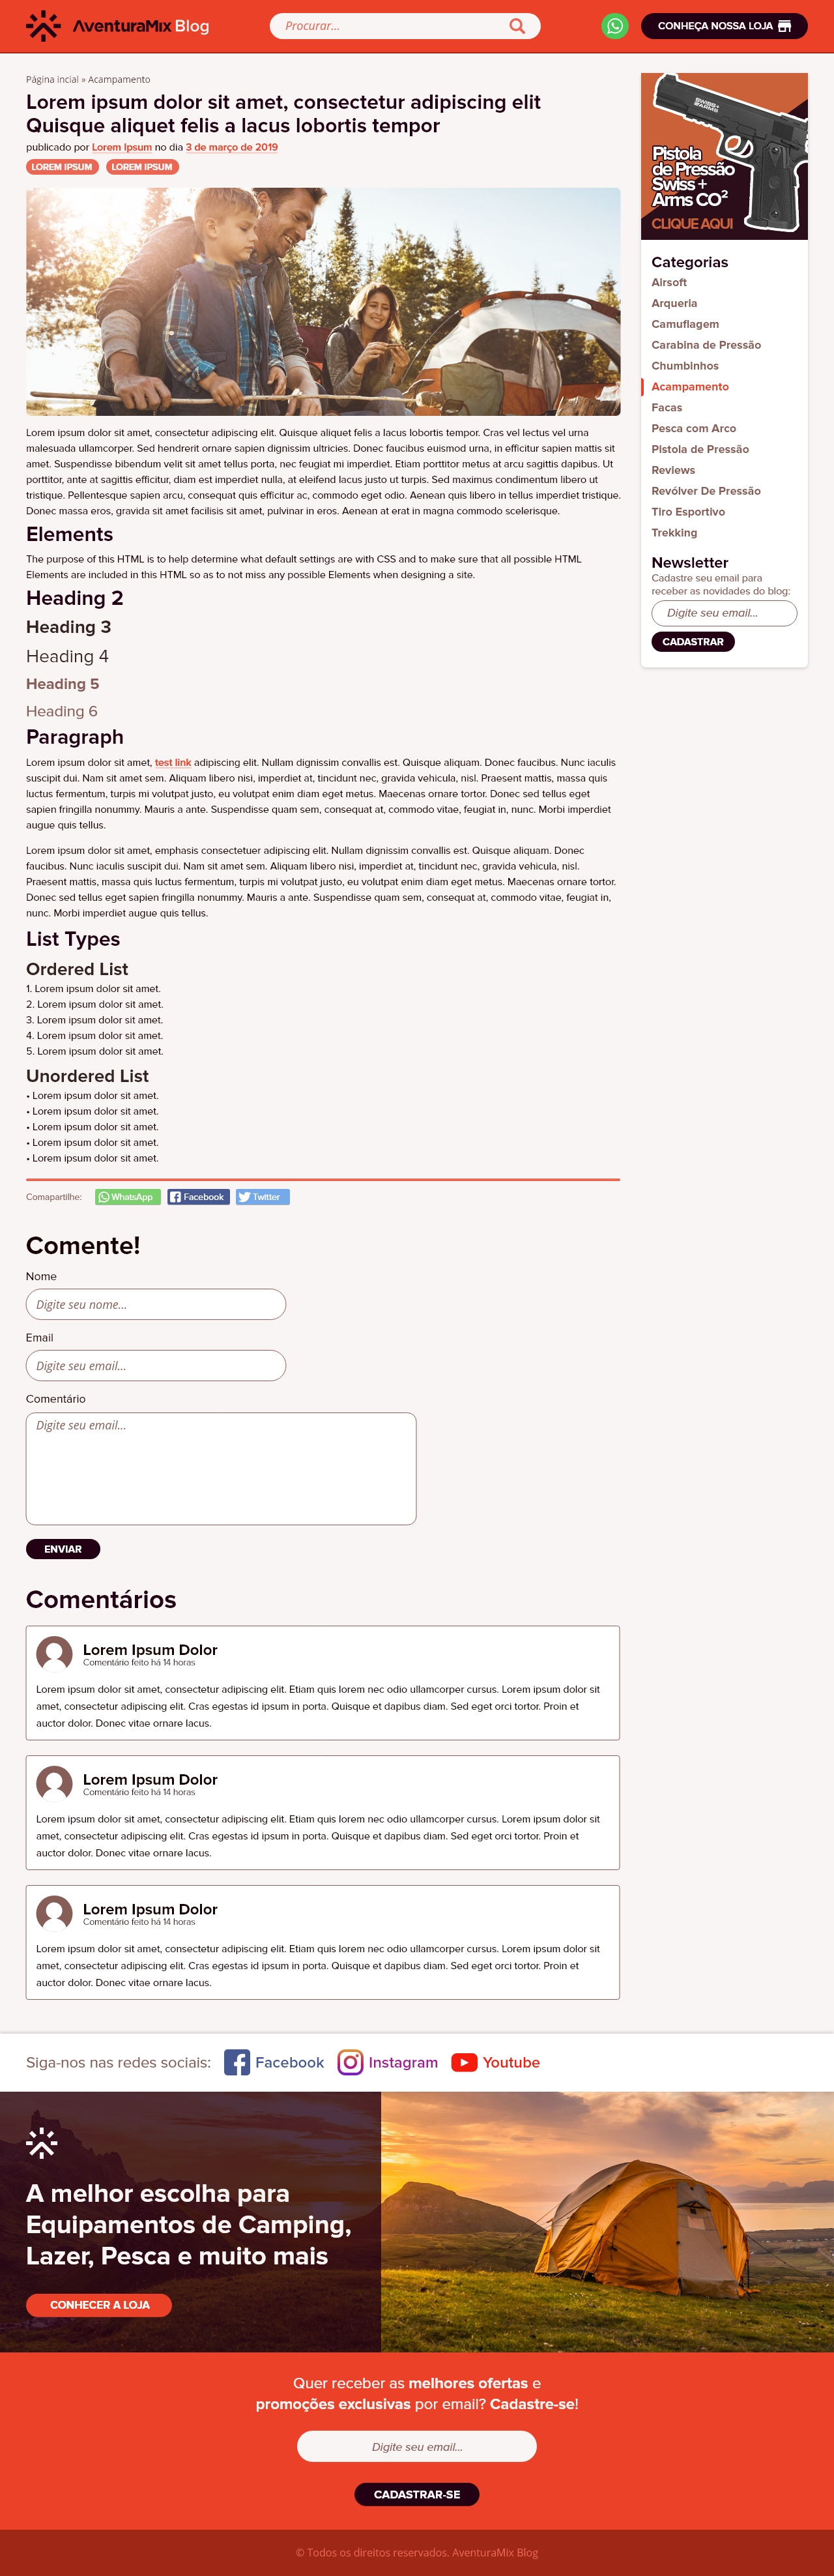 AventuraMix Blog
Procurar...
CONHEÇA NOSSA LOJA
Página incial » Acampamento
Lorem ipsum dolor sit amet, consectetur adipiscing elit
Quisque aliquet felis a lacus lobortis tempor
publicado por Lorem Ipsum no dia 3 de março de 2019
LOREM IPSUM LOREM IPSUM
Lorem ipsum dolor sit amet, consectetur adipiscing elit. Quisque aliquet felis a lacus lobortis tempor. Cras vel lectus vel urna
malesuada ullamcorper. Sed hendrerit ornare sapien dignissim ultricies. Donec faucibus euismod urna, in efficitur sapien mattis sit
amet. Suspendisse bibendum velit sit amet tellus porta, nec feugiat mi imperdiet. Etiam porttitor metus at arcu sagittis dapibus. Ut
porttitor, ante at sagittis efficitur, diam est imperdiet nulla, at eleifend lacus justo ut turpis. Sed maximus condimentum libero ut
tristique. Pellentesque sapien arcu, consequat quis efficitur ac, commodo eget odio. Aenean quis libero in tellus imperdiet tristique.
Donec massa eros, gravida sit amet facilisis sit amet, pulvinar in eros. Aenean at erat in magna commodo scelerisque.
Elements
The purpose of this HTML is to help determine what default settings are with CSS and to make sure that all possible HTML
Elements are included in this HTML so as to not miss any possible Elements when designing a site.
Heading 2
Heading 3
Heading 4
Heading 5
Heading 6
Paragraph
Lorem ipsum dolor sit amet, test link adipiscing elit. Nullam dignissim convallis est. Quisque aliquam. Donec faucibus. Nunc iaculis
suscipit dui. Nam sit amet sem. Aliquam libero nisi, imperdiet at, tincidunt nec, gravida vehicula, nisl. Praesent mattis, massa quis
luctus fermentum, turpis mi volutpat justo, eu volutpat enim diam eget metus. Maecenas ornare tortor. Donec sed tellus eget
sapien fringilla nonummy. Mauris a ante. Suspendisse quam sem, consequat at, commodo vitae, feugiat in, nunc. Morbi imperdiet
augue quis tellus.
Lorem ipsum dolor sit amet, emphasis consectetuer adipiscing elit. Nullam dignissim convallis est. Quisque aliquam. Donec
faucibus. Nunc iaculis suscipit dui. Nam sit amet sem. Aliquam libero nisi, imperdiet at, tincidunt nec, gravida vehicula, nisl.
Praesent mattis, massa quis luctus fermentum, turpis mi volutpat justo, eu volutpat enim diam eget metus. Maecenas ornare tortor.
Donec sed tellus eget sapien fringilla nonummy. Mauris a ante. Suspendisse quam sem, consequat at, commodo vitae, feugiat in,
nunc. Morbi imperdiet augue quis tellus.
List Types
Ordered List
1. Lorem ipsum dolor sit amet.
2. Lorem ipsum dolor sit amet.
3. Lorem ipsum dolor sit amet.
4. Lorem ipsum dolor sit amet.
5. Lorem ipsum dolor sit amet.
Unordered List
• Lorem ipsum dolor sit amet.
• Lorem ipsum dolor sit amet.
• Lorem ipsum dolor sit amet.
• Lorem ipsum dolor sit amet.
• Lorem ipsum dolor sit amet.
Comapartilhe: WhatsApp Facebook Twitter
SWISS+
ARMS
Pistola
de Pressão
Swiss +
Arms CO²
CLIQUE AQUI
Categorias
Airsoft
Arqueria
Camuflagem
Carabina de Pressão
Chumbinhos
Acampamento
Facas
Pesca com Arco
Pistola de Pressão
Reviews
Revólver De Pressão
Tiro Esportivo
Trekking
Newsletter
Cadastre seu email para
receber as novidades do blog:
Digite seu email...
CADASTRAR
Comente!
Nome
Digite seu nome...
Email
Digite seu email...
Comentário
Digite seu email...
ENVIAR
Comentários
Lorem Ipsum Dolor
Comentário feito há 14 horas
Lorem ipsum dolor sit amet, consectetur adipiscing elit. Etiam quis lorem nec odio ullamcorper cursus. Lorem ipsum dolor sit
amet, consectetur adipiscing elit. Cras egestas id ipsum in porta. Quisque et dapibus diam. Sed eget orci tortor. Proin et
auctor dolor. Donec vitae ornare lacus.
Lorem Ipsum Dolor
Comentário feito há 14 horas
Lorem ipsum dolor sit amet, consectetur adipiscing elit. Etiam quis lorem nec odio ullamcorper cursus. Lorem ipsum dolor sit
amet, consectetur adipiscing elit. Cras egestas id ipsum in porta. Quisque et dapibus diam. Sed eget orci tortor. Proin et
auctor dolor. Donec vitae ornare lacus.
Lorem Ipsum Dolor
Comentário feito há 14 horas
Lorem ipsum dolor sit amet, consectetur adipiscing elit. Etiam quis lorem nec odio ullamcorper cursus. Lorem ipsum dolor sit
amet, consectetur adipiscing elit. Cras egestas id ipsum in porta. Quisque et dapibus diam. Sed eget orci tortor. Proin et
auctor dolor. Donec vitae ornare lacus.
Siga-nos nas redes sociais: Facebook Instagram Youtube
A melhor escolha para
Equipamentos de Camping,
Lazer, Pesca e muito mais
CONHECER A LOJA
Quer receber as melhores ofertas e
promoções exclusivas por email? Cadastre-se!
Digite seu email...
CADASTRAR-SE
© Todos os direitos reservados. AventuraMix Blog